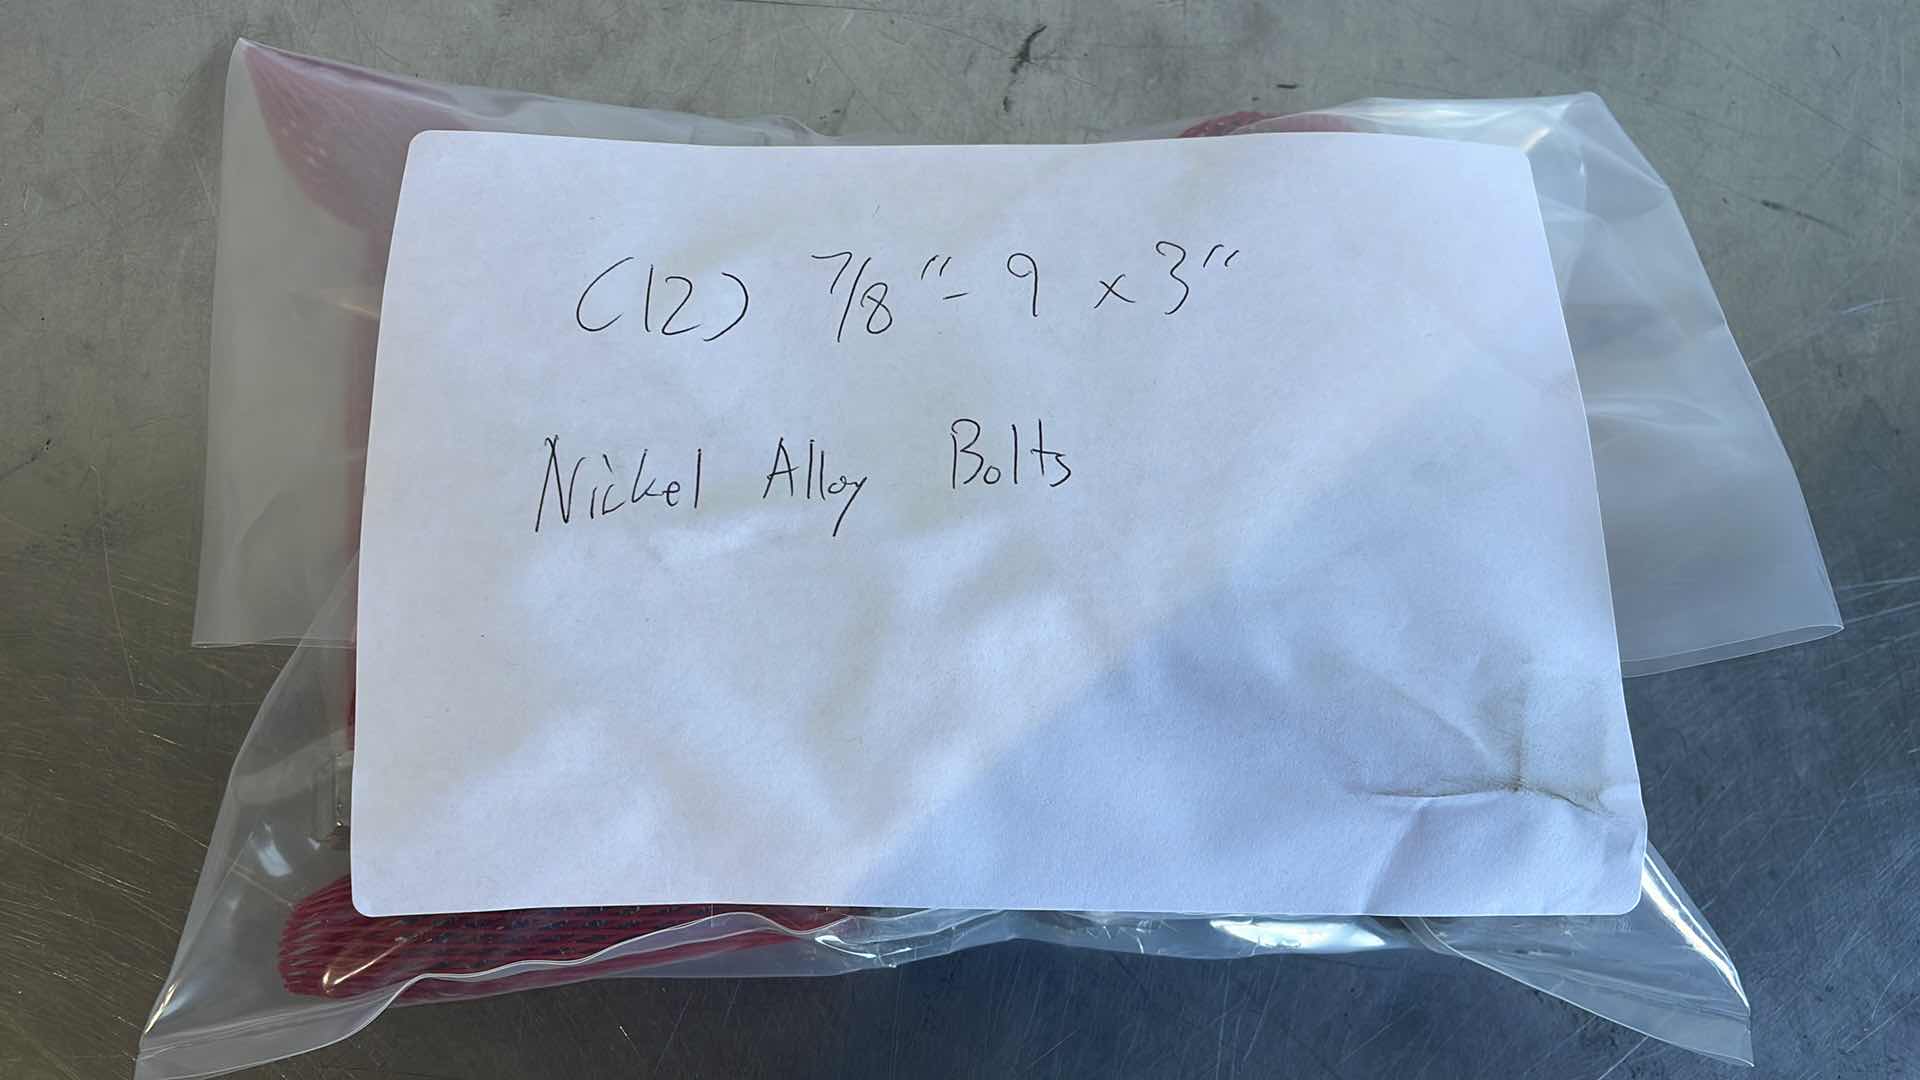 (12) 7/8"-9 x 3"
Nickel Alloy Bolts